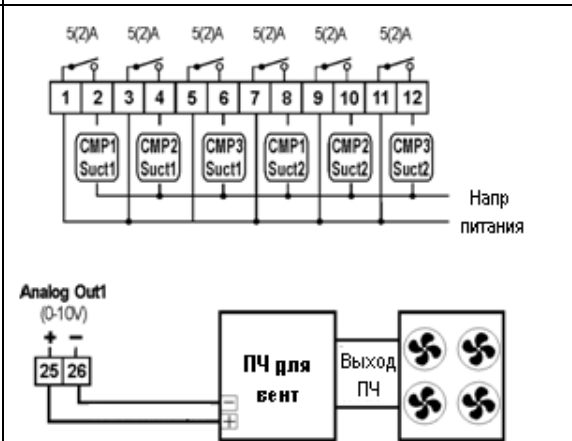 5(2)A 5(2)A 5(2)A 5(2)A 5(2)A 5(2)A
1 2 3 4 5 6 7 8 9 10 11 12
CMP1 CMP2 CMP3 CMP1 CMP2 CMP3
Suct1 Suct1 Suct1 Suct2 Suct2 Suct2
Напр
питания
Analog Out1
(0-10V)
+ −
25 26
ПЧ для
вент
− 
+
Выход
ПЧ